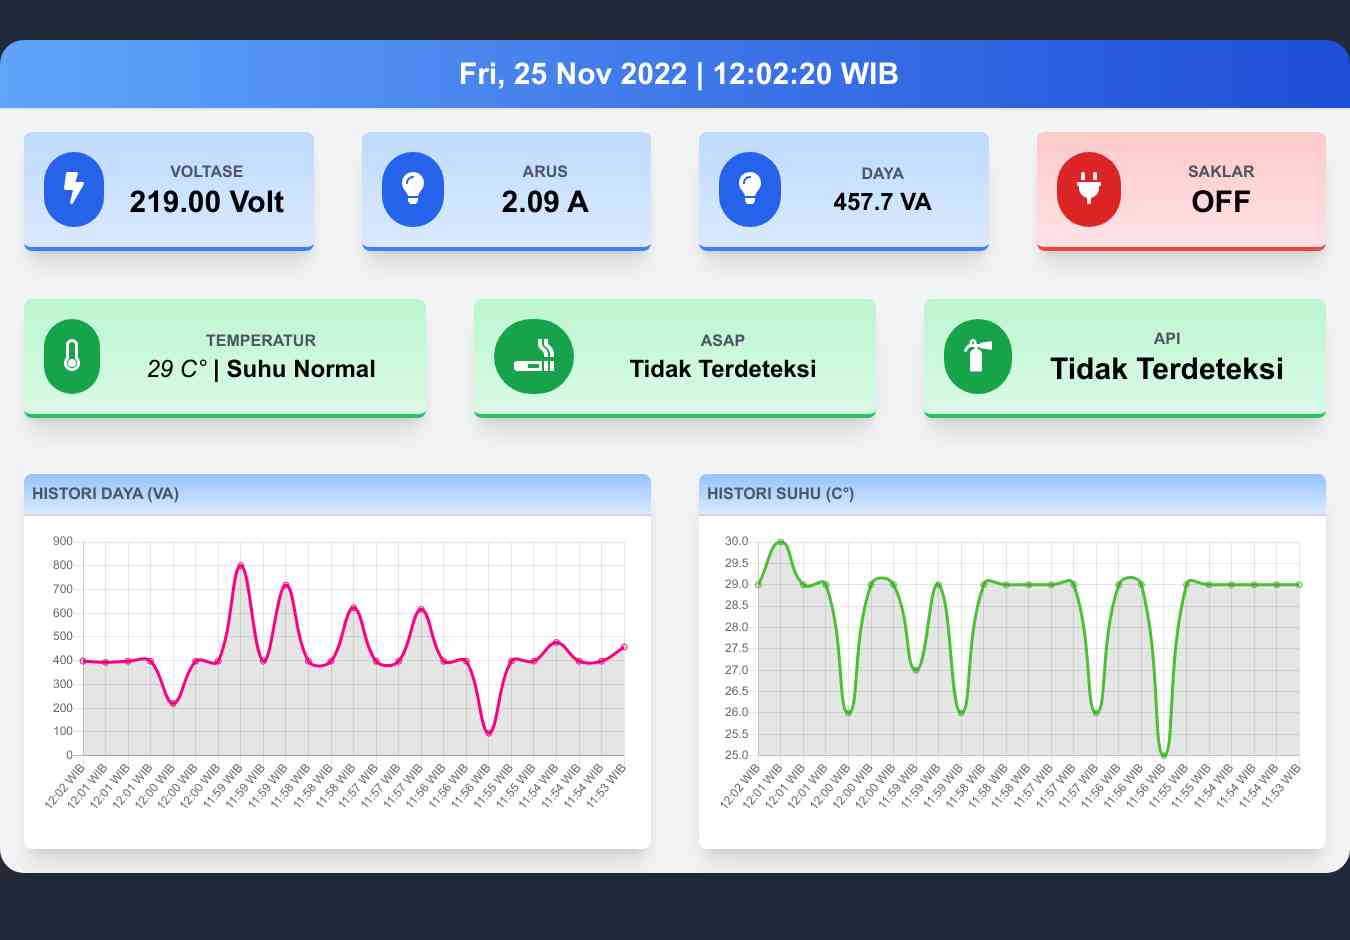 Fri, 25 Nov 2022 | 12:02:20 WIB
VOLTASE
219.00 Volt
ARUS
2.09 A
DAYA
457.7 VA
SAKLAR
OFF
TEMPERATUR
29 C° | Suhu Normal
ASAP
Tidak Terdeteksi
API
Tidak Terdeteksi
HISTORI DAYA (VA)
900
800
700
600
500
400
300
200
100
0
12:02 WIB
12:01 WIB
12:01 WIB
12:01 WIB
12:00 WIB
12:00 WIB
12:00 WIB
11:59 WIB
11:59 WIB
11:59 WIB
11:58 WIB
11:58 WIB
11:58 WIB
11:57 WIB
11:57 WIB
11:57 WIB
11:56 WIB
11:56 WIB
11:56 WIB
11:55 WIB
11:55 WIB
11:54 WIB
11:54 WIB
11:54 WIB
11:53 WIB
HISTORI SUHU (C°)
30.0
29.5
29.0
28.5
28.0
27.5
27.0
26.5
26.0
25.5
25.0
12:02 WIB
12:01 WIB
12:01 WIB
12:01 WIB
12:00 WIB
12:00 WIB
12:00 WIB
11:59 WIB
11:59 WIB
11:59 WIB
11:58 WIB
11:58 WIB
11:58 WIB
11:57 WIB
11:57 WIB
11:57 WIB
11:56 WIB
11:56 WIB
11:56 WIB
11:55 WIB
11:55 WIB
11:54 WIB
11:54 WIB
11:54 WIB
11:53 WIB